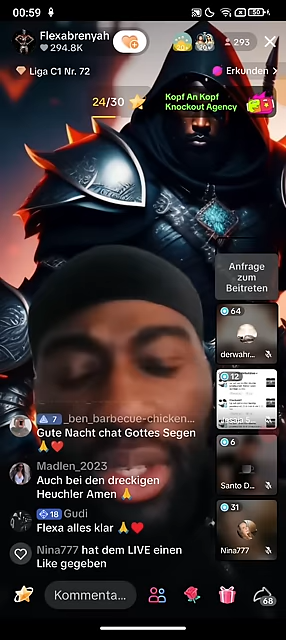 00:59
50
Flexabrenyah
294.8K
293
Liga C1 Nr. 72
Erkunden
24/30
Kopf An Kopf
Knockout Agency
Anfrage
zum
Beitreten
64
derwahr...
12
6
Santo D...
31
Nina777
7 _ben_barbecue-chicken...
Gute Nacht chat Gottes Segen
🙏❤️
Madlen_2023
Auch bei den dreckigen
Heuchler Amen 🙏
18 Gudi
Flexa alles klar 🙏❤️
Nina777 hat dem LIVE einen
Like gegeben
Kommenta...
68